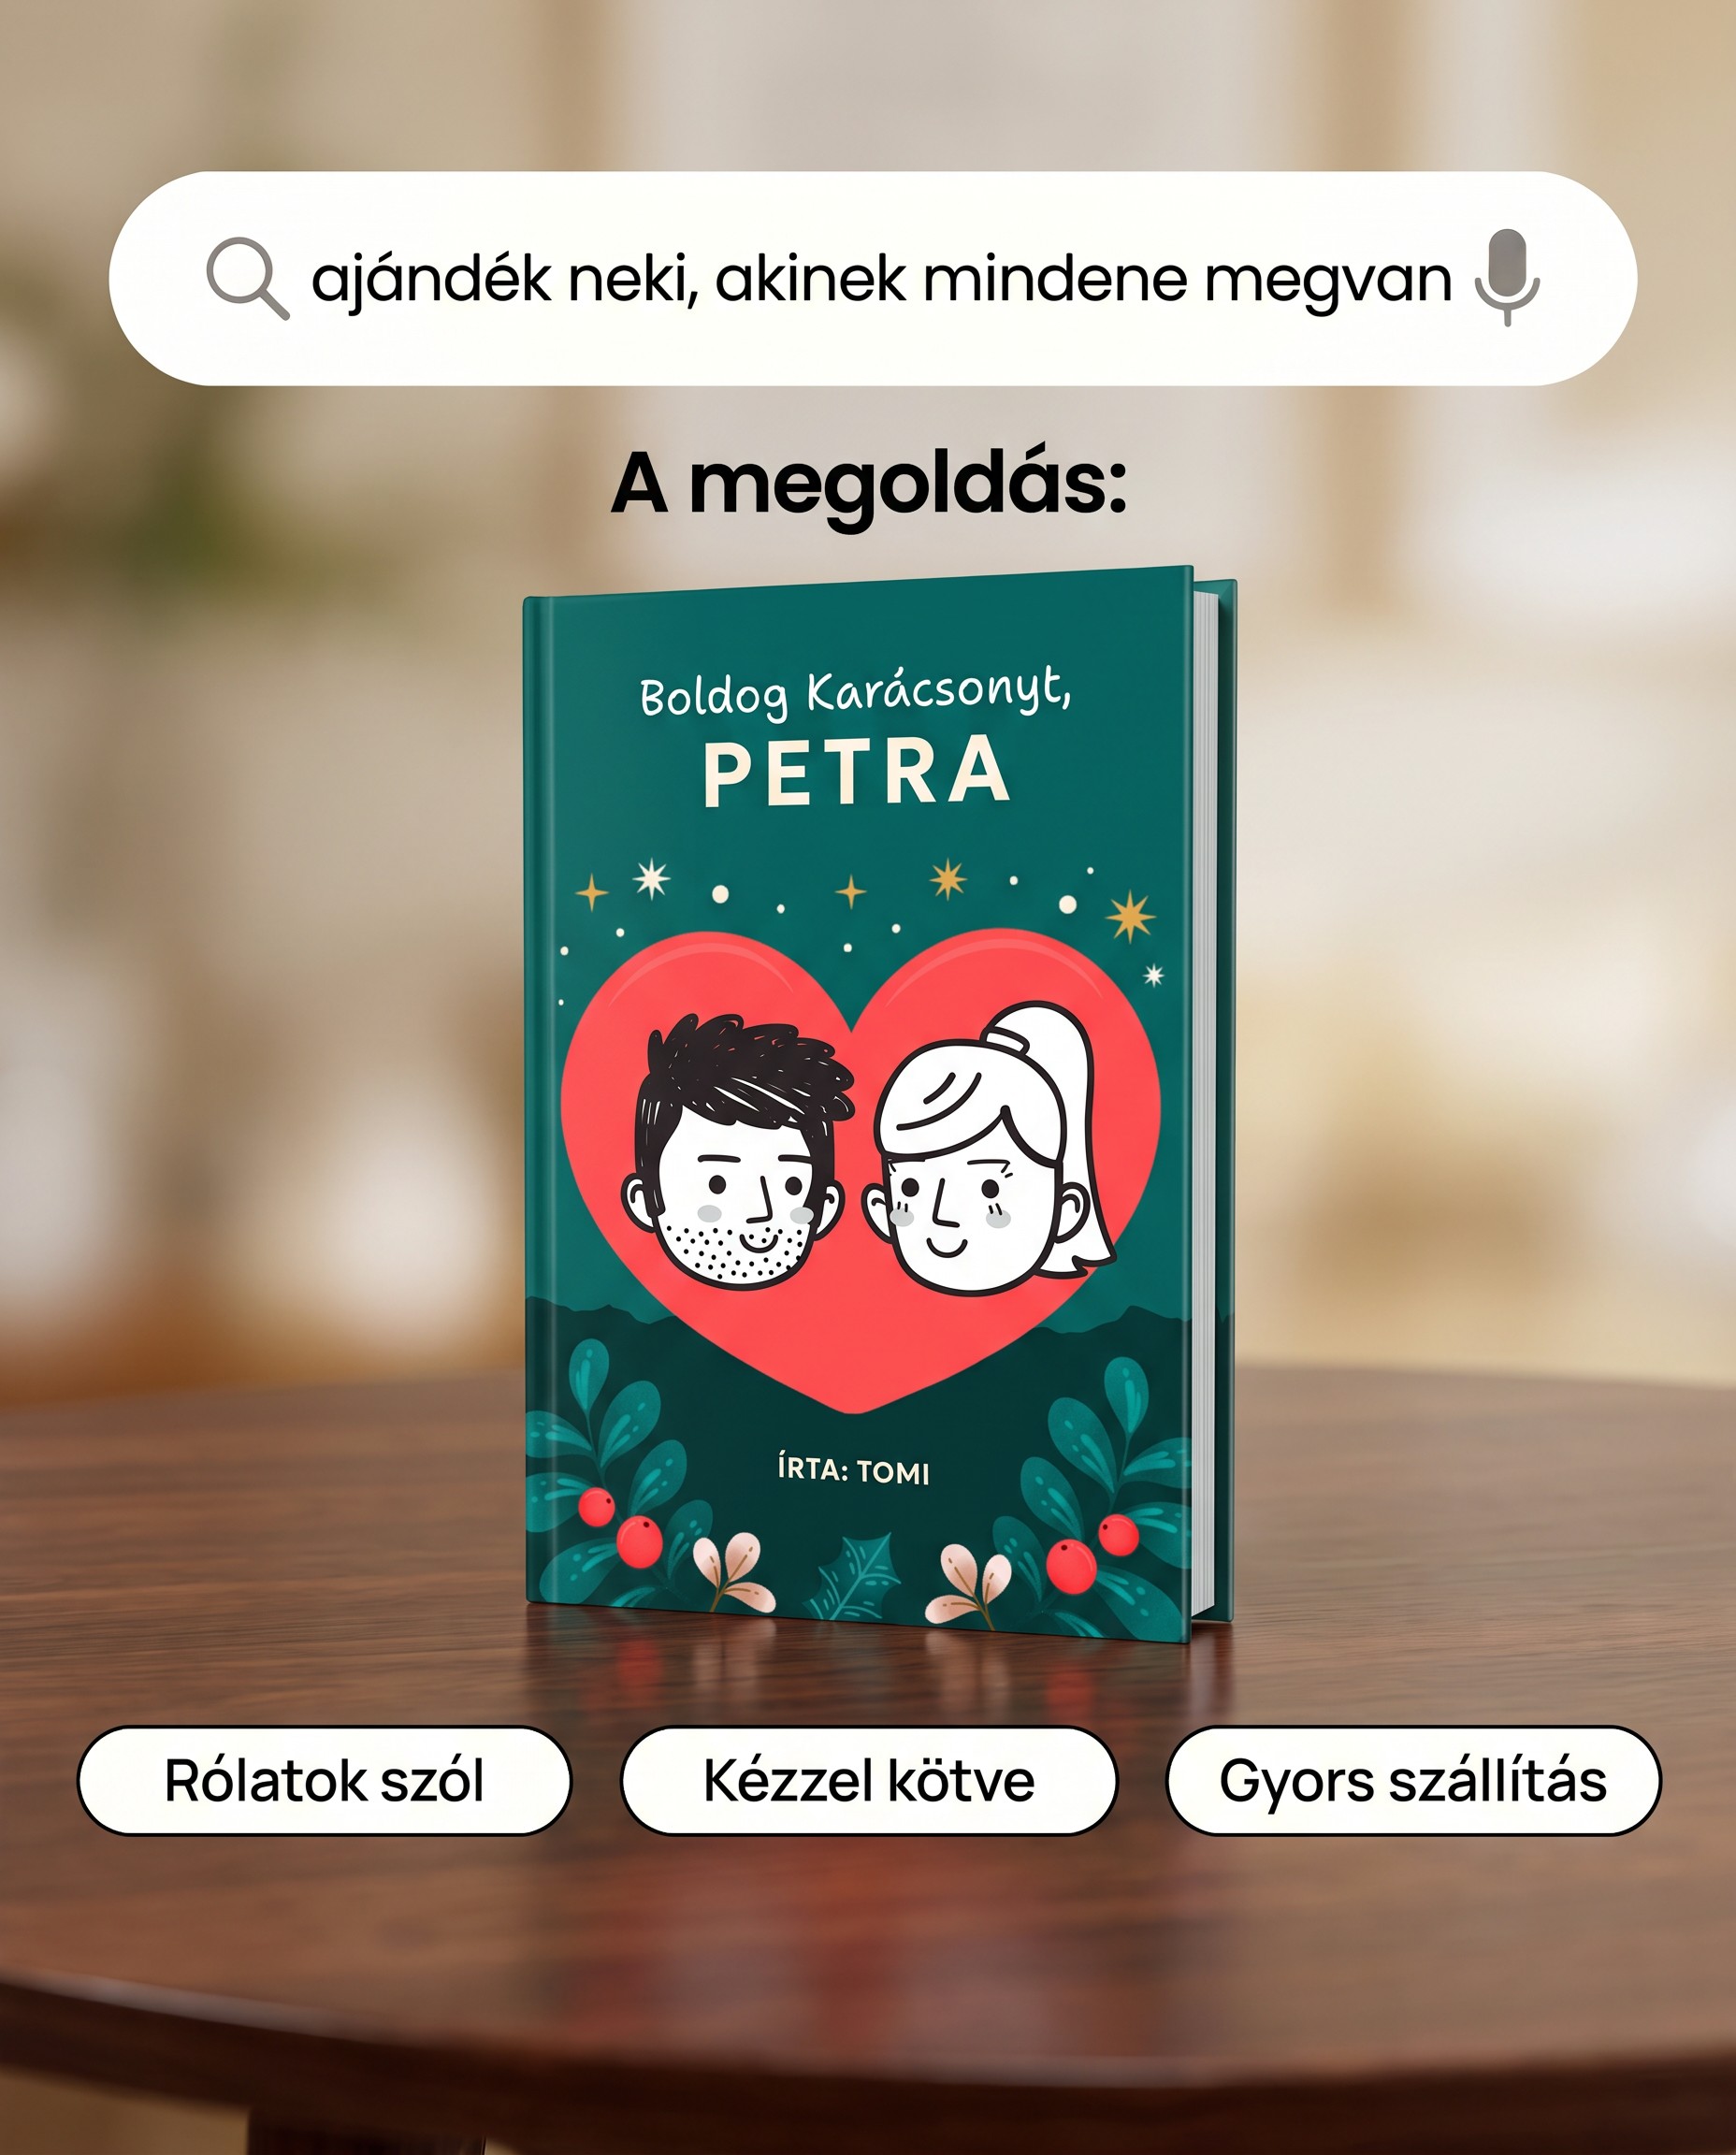 ajándék neki, akinek mindene megvan
A megoldás:
Boldog Karácsonyt,
PETRA
ÍRTA: TOMI
Rólatok szól
Kézzel kötve
Gyors szállítás